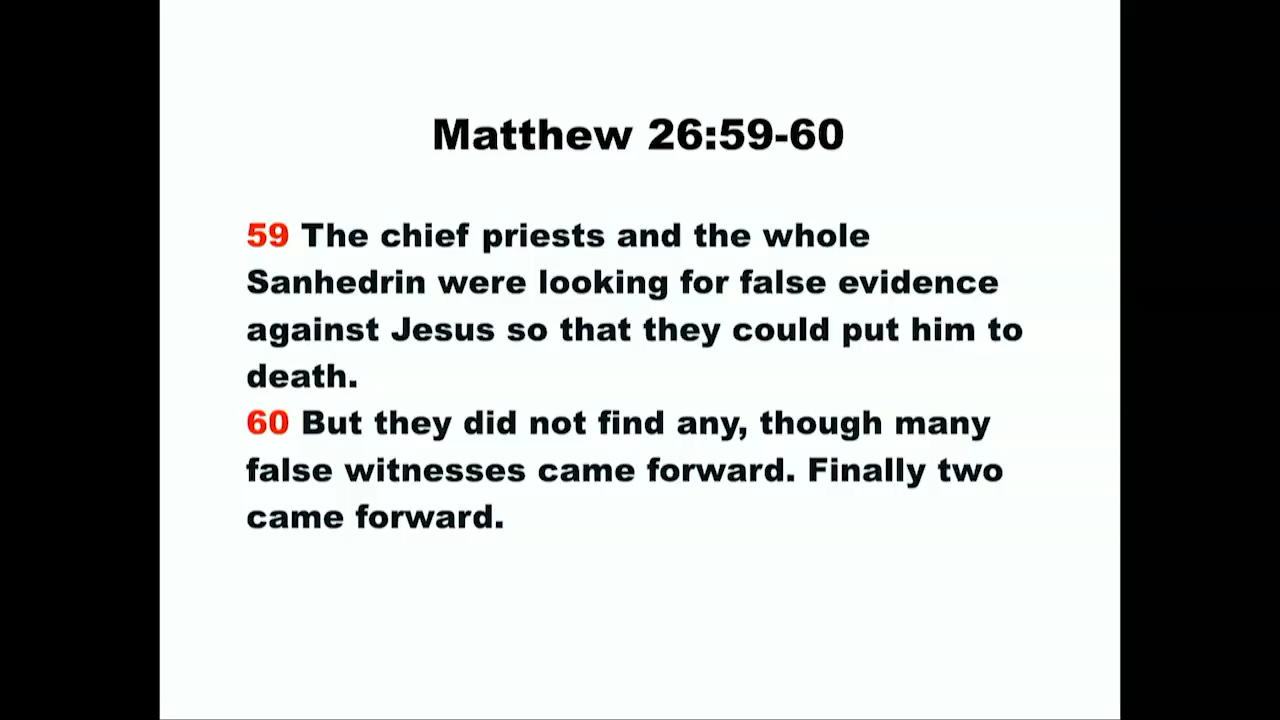 Matthew 26:59-60
59 The chief priests and the whole
Sanhedrin were looking for false evidence
against Jesus so that they could put him to
death.
60 But they did not find any, though many
false witnesses came forward. Finally two
came forward.